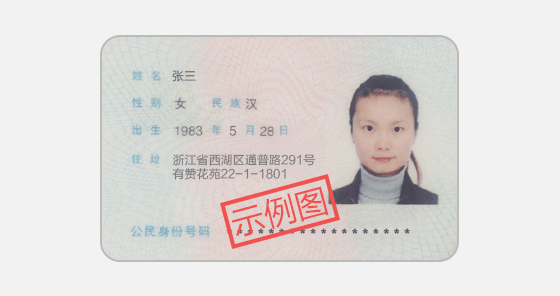 姓名 张三
性别 女 民族 汉
出生 1983 年 5 月 28 日
住址 浙江省西湖区通普路291号
有赞花苑22-1-1801
示例图
公民身份号码 ******************